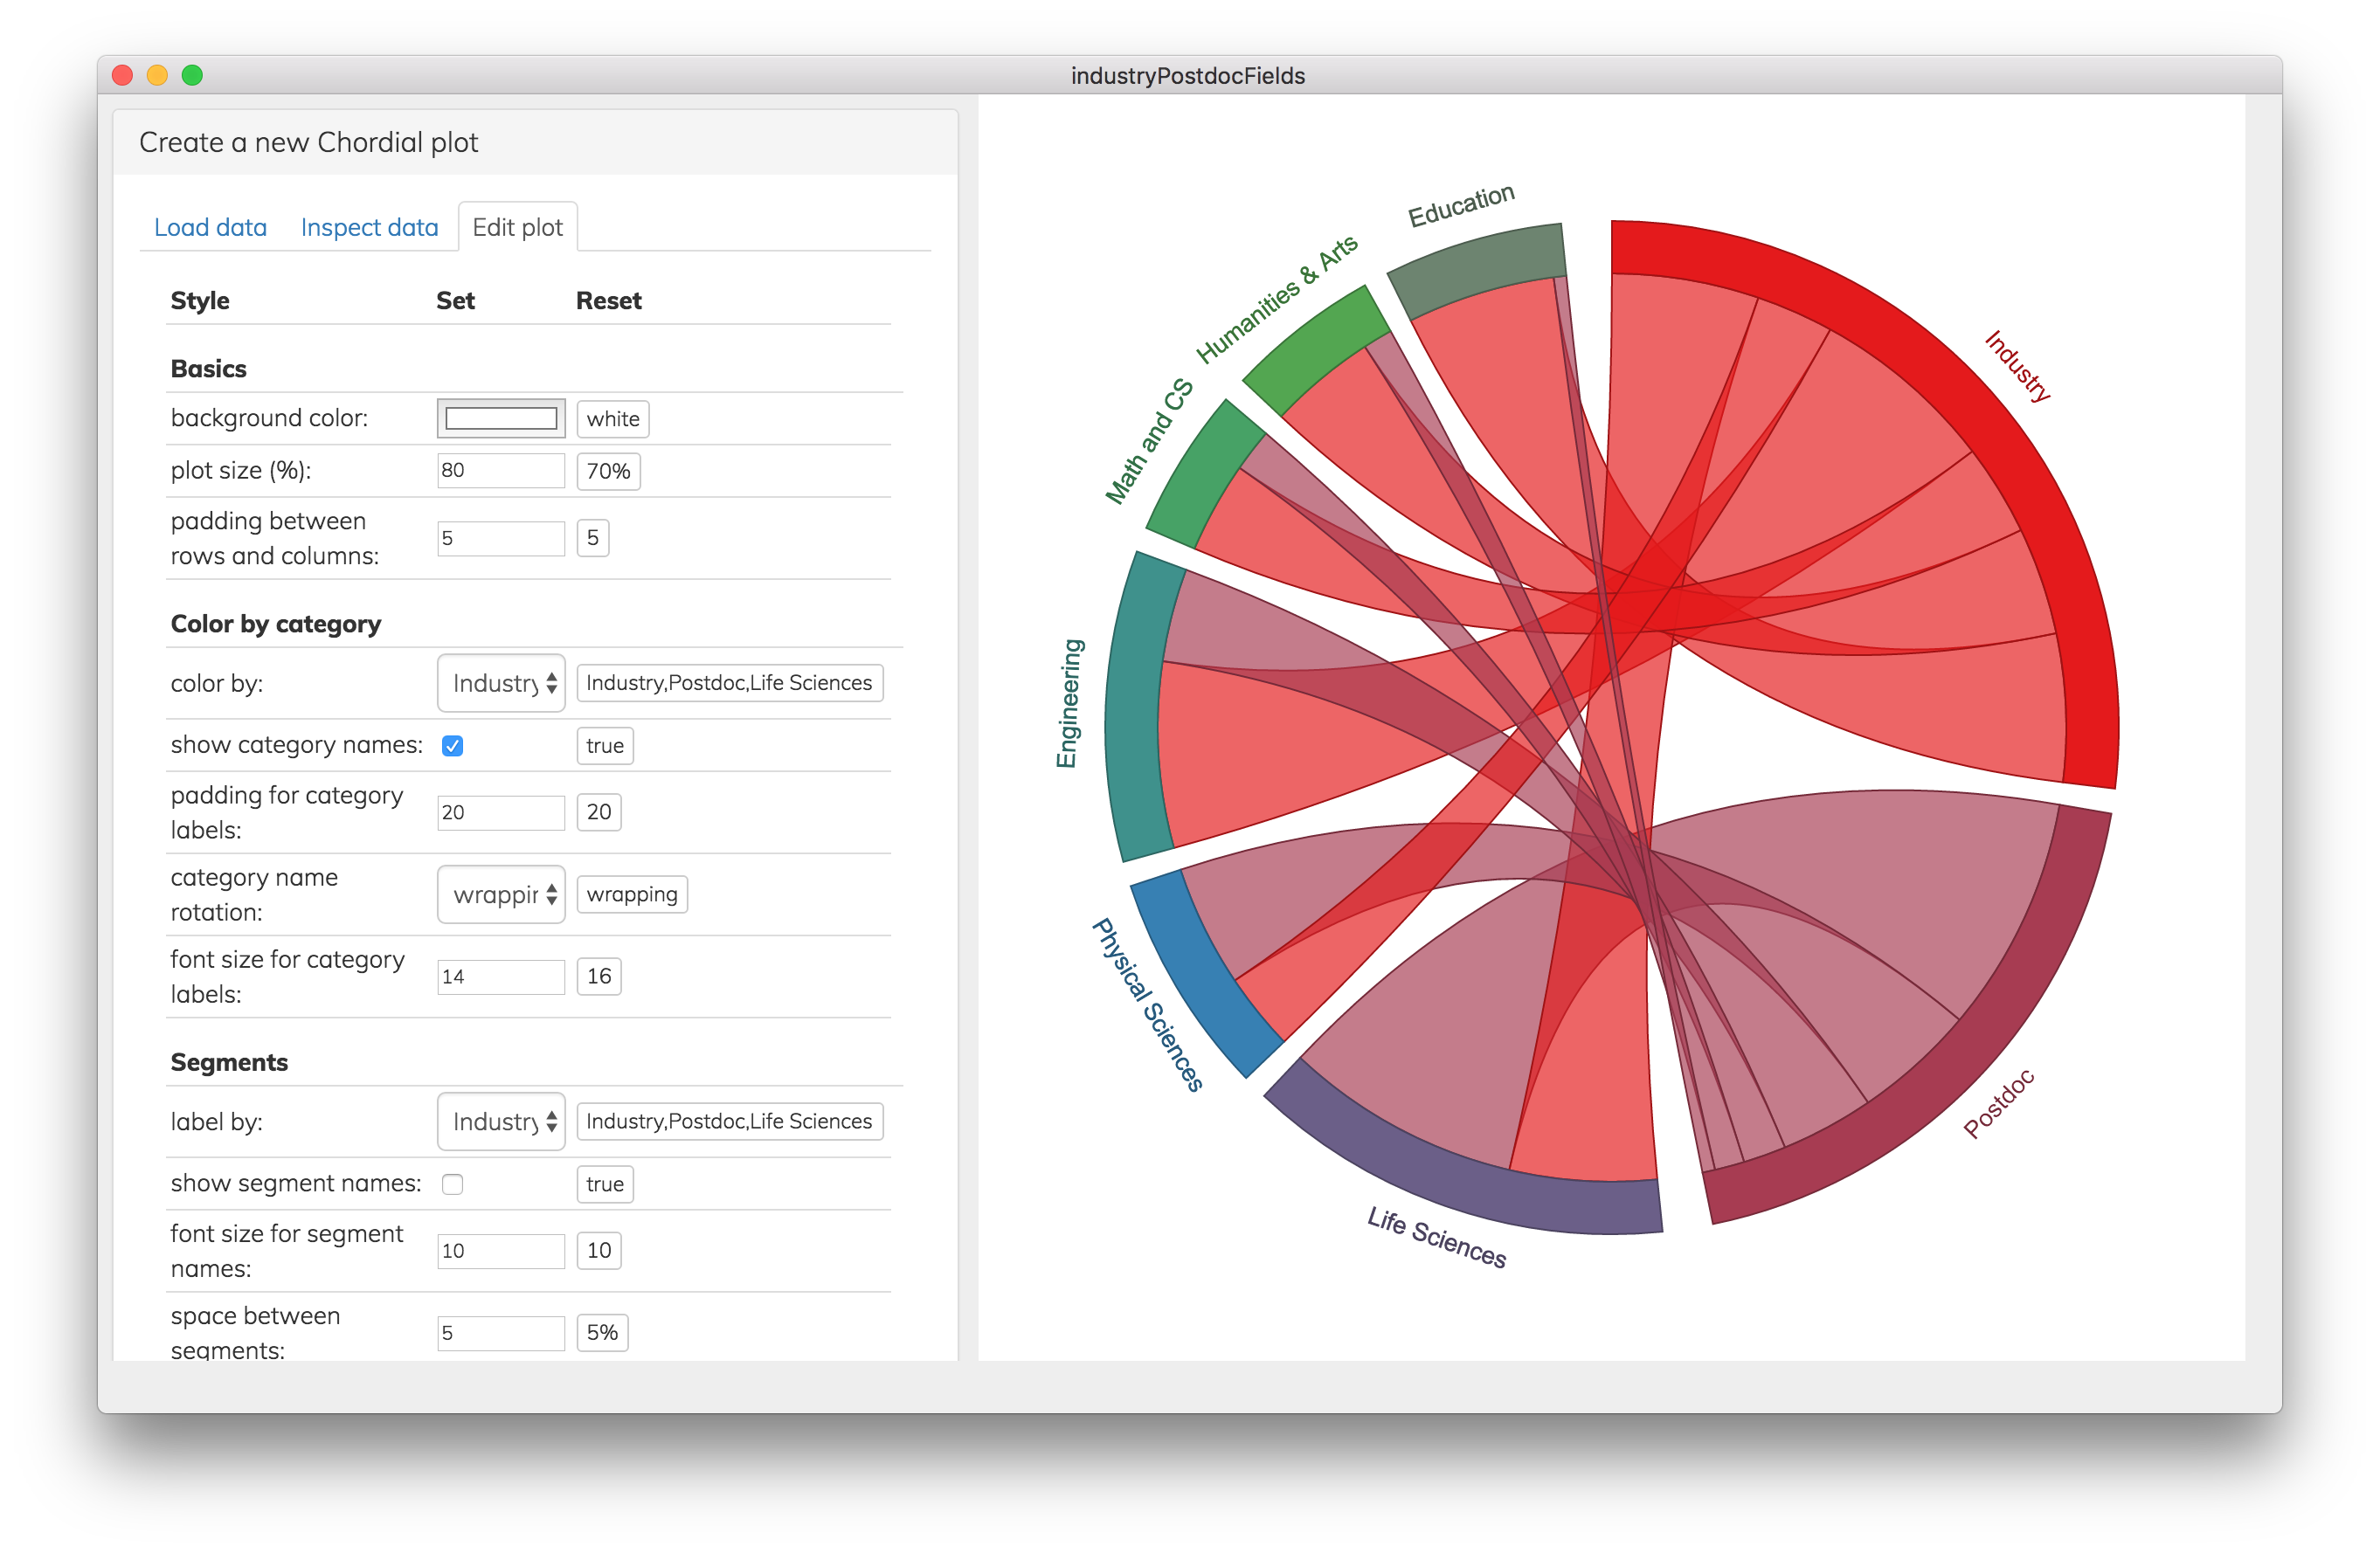 industryPostdocFields
Create a new Chordial plot
Load data Inspect data Edit plot
Style Set Reset
Basics
background color: white
plot size (%): 80 70%
padding between
rows and columns: 5 5
Color by category
color by: Industry Industry,Postdoc,Life Sciences
show category names: true
padding for category
labels: 20 20
category name
rotation: wrappin wrapping
font size for category
labels: 14 16
Segments
label by: Industry Industry,Postdoc,Life Sciences
show segment names: true
font size for segment
names: 10 10
space between
segments: 5 5%
Education
Humanities & Arts
Math and CS
Engineering
Physical Sciences
Life Sciences
Postdoc
Industry